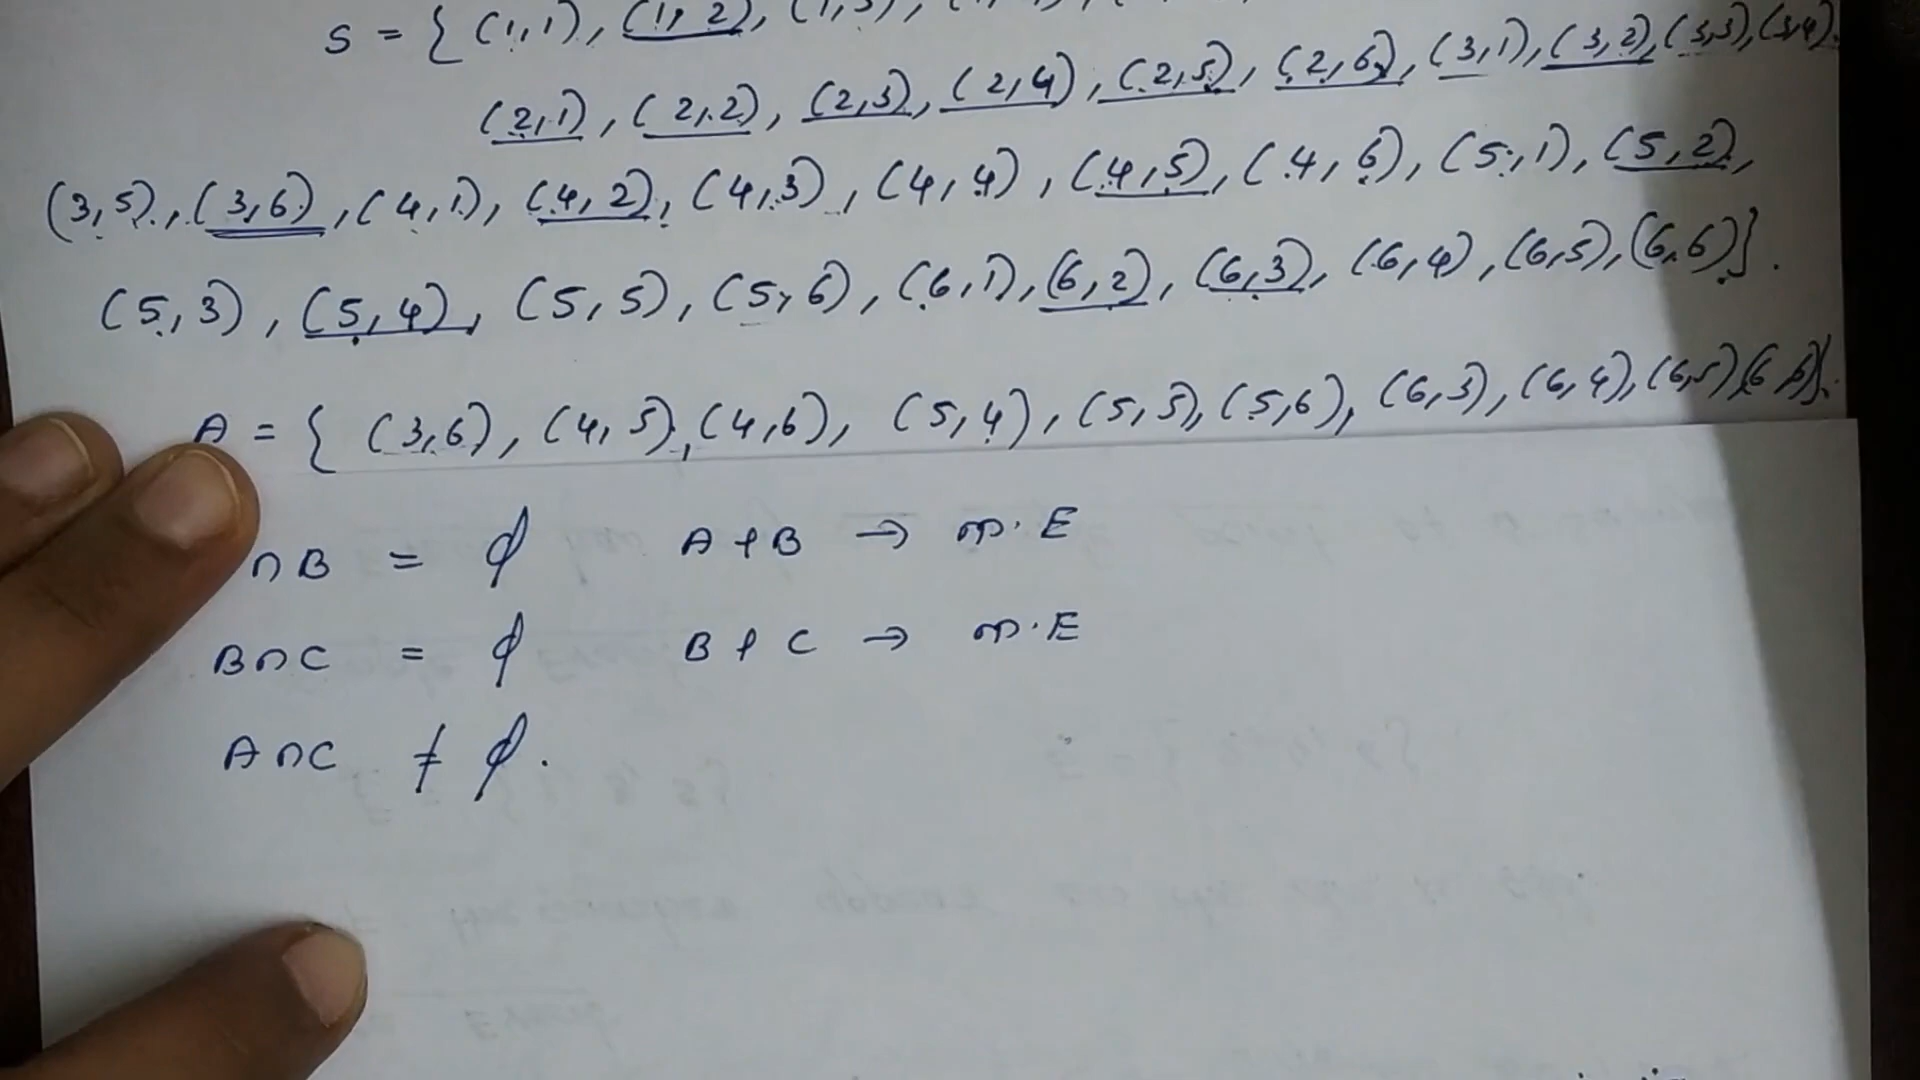 S = { (1,1), (1,2), (1,3),
(2,1), (2,2), (2,3), (2,4), (2,5), (2,6), (3,1), (3,2), (3,3), (3,4),
(3,5), (3,6), (4,1), (4,2), (4,3), (4,4), (4,5), (4,6), (5,1), (5,2),
(5,3), (5,4), (5,5), (5,6), (6,1), (6,2), (6,3), (6,4), (6,5), (6,6)}.
A = { (3,6), (4,5), (4,6), (5,4), (5,5), (5,6), (6,3), (6,4), (6,5) (6 6)}.
∩B = ϕ A & B → m.E
B∩C = ϕ B & C → m.E
A∩C ≠ ϕ.